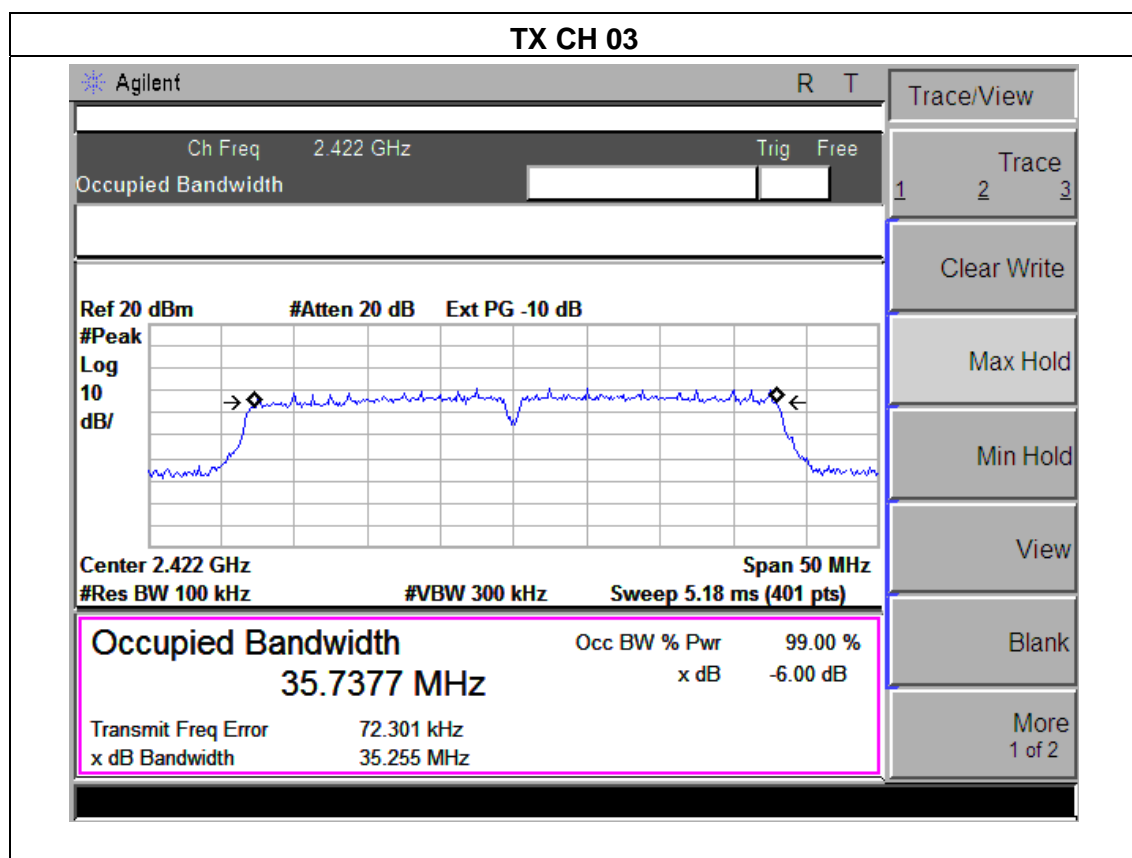 TX CH 03
Agilent R T
Trace/View
Ch Freq 2.422 GHz Trig Free
Occupied Bandwidth
Trace
1 2 3
Clear Write
Max Hold
Min Hold
View
Blank
More
1 of 2
Ref 20 dBm #Atten 20 dB Ext PG -10 dB
#Peak
Log
10
dB/
Center 2.422 GHz Span 50 MHz
#Res BW 100 kHz #VBW 300 kHz Sweep 5.18 ms (401 pts)
Occupied Bandwidth Occ BW % Pwr 99.00 %
35.7377 MHz x dB -6.00 dB
Transmit Freq Error 72.301 kHz
x dB Bandwidth 35.255 MHz